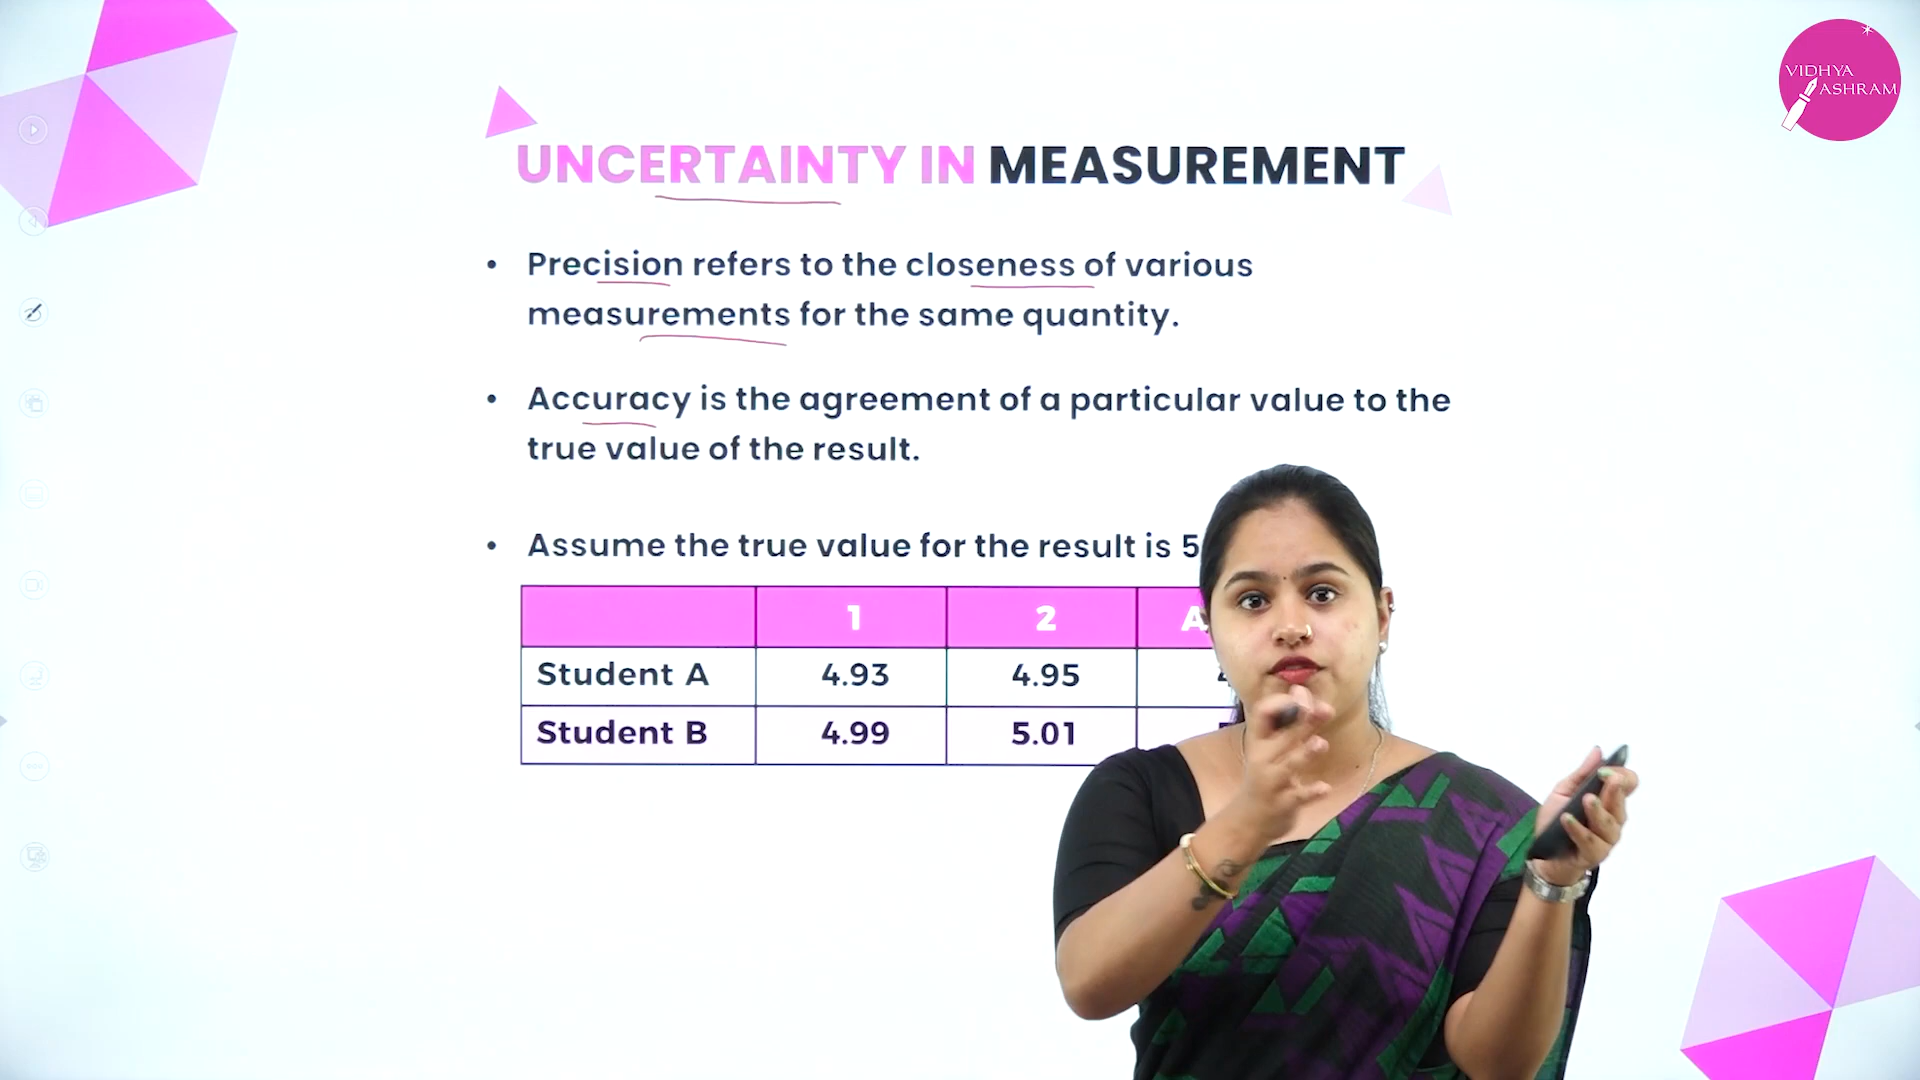 VIDHYA
ASHRAM
UNCERTAINTY IN MEASUREMENT
• Precision refers to the closeness of various
measurements for the same quantity.
• Accuracy is the agreement of a particular value to the
true value of the result.
• Assume the true value for the result is 5
1 2 A
Student A 4.93 4.95
Student B 4.99 5.01